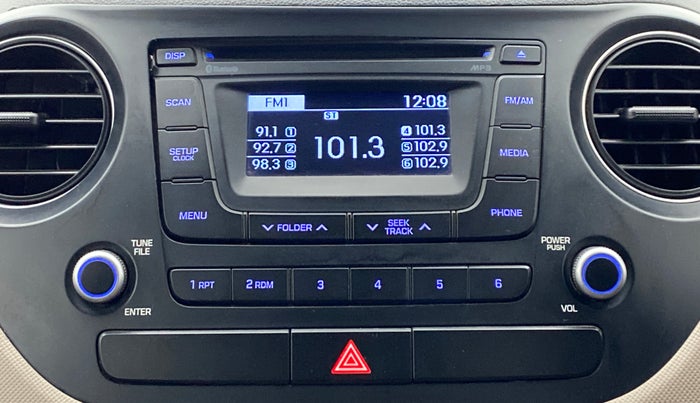 DISP
Bluetooth
MP3
SCAN
FM1
12:08
FM/AM
ST
91.1 1
4 101.3
SETUP
CLOCK
92.7 2
101.3
5 102.9
MEDIA
98.3 3
6 102.9
MENU
FOLDER
SEEK
TRACK
PHONE
TUNE
FILE
POWER
PUSH
1 RPT
2 RDM
3
4
5
6
ENTER
VOL